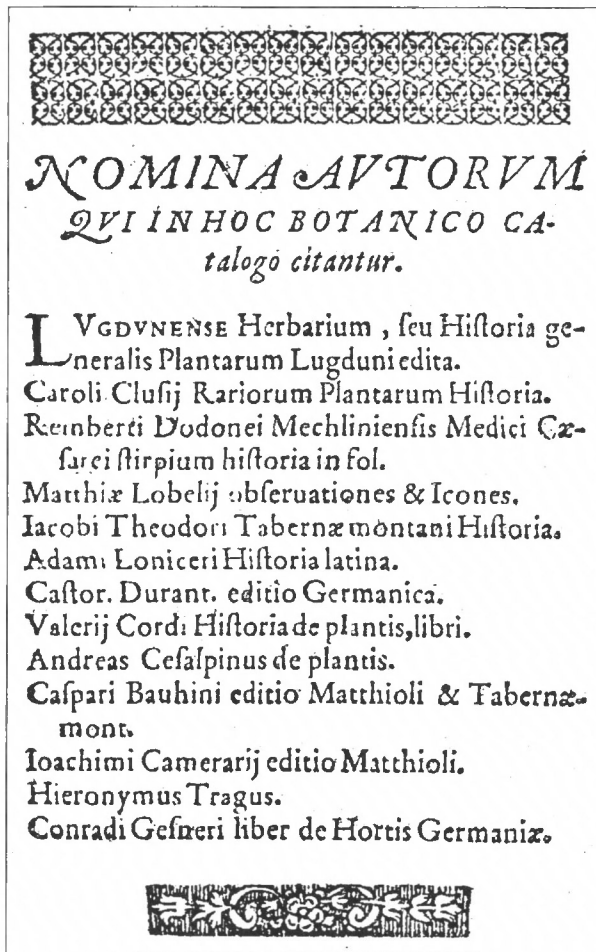 NOMINA AVTORVM
QVI IN HOC BOTANICO CA-
talogo citantur.
LVGDVNENSE Herbarium, ſeu Hiſtoria ge-
neralis Plantarum Lugduni edita.
Caroli Cluſij Rariorum Plantarum Hiſtoria.
Remberti Dodonei Mechlinienſis Medici Cæ-
ſarei ſtirpium hiſtoria in fol.
Matthiæ Lobelij obſeruationes & Icones.
Iacobi Theodori Tabernæmontani Hiſtoria.
Adami Loniceri Hiſtoria latina.
Caſtor. Durant. editio Germanica.
Valerij Cordi Hiſtoria de plantis, libri.
Andreas Ceſalpinus de plantis.
Caſpari Bauhini editio Matthioli & Tabernæ-
mont.
Ioachimi Camerarij editio Matthioli.
Hieronymus Tragus.
Conradi Geſneri liber de Hortis Germaniæ.